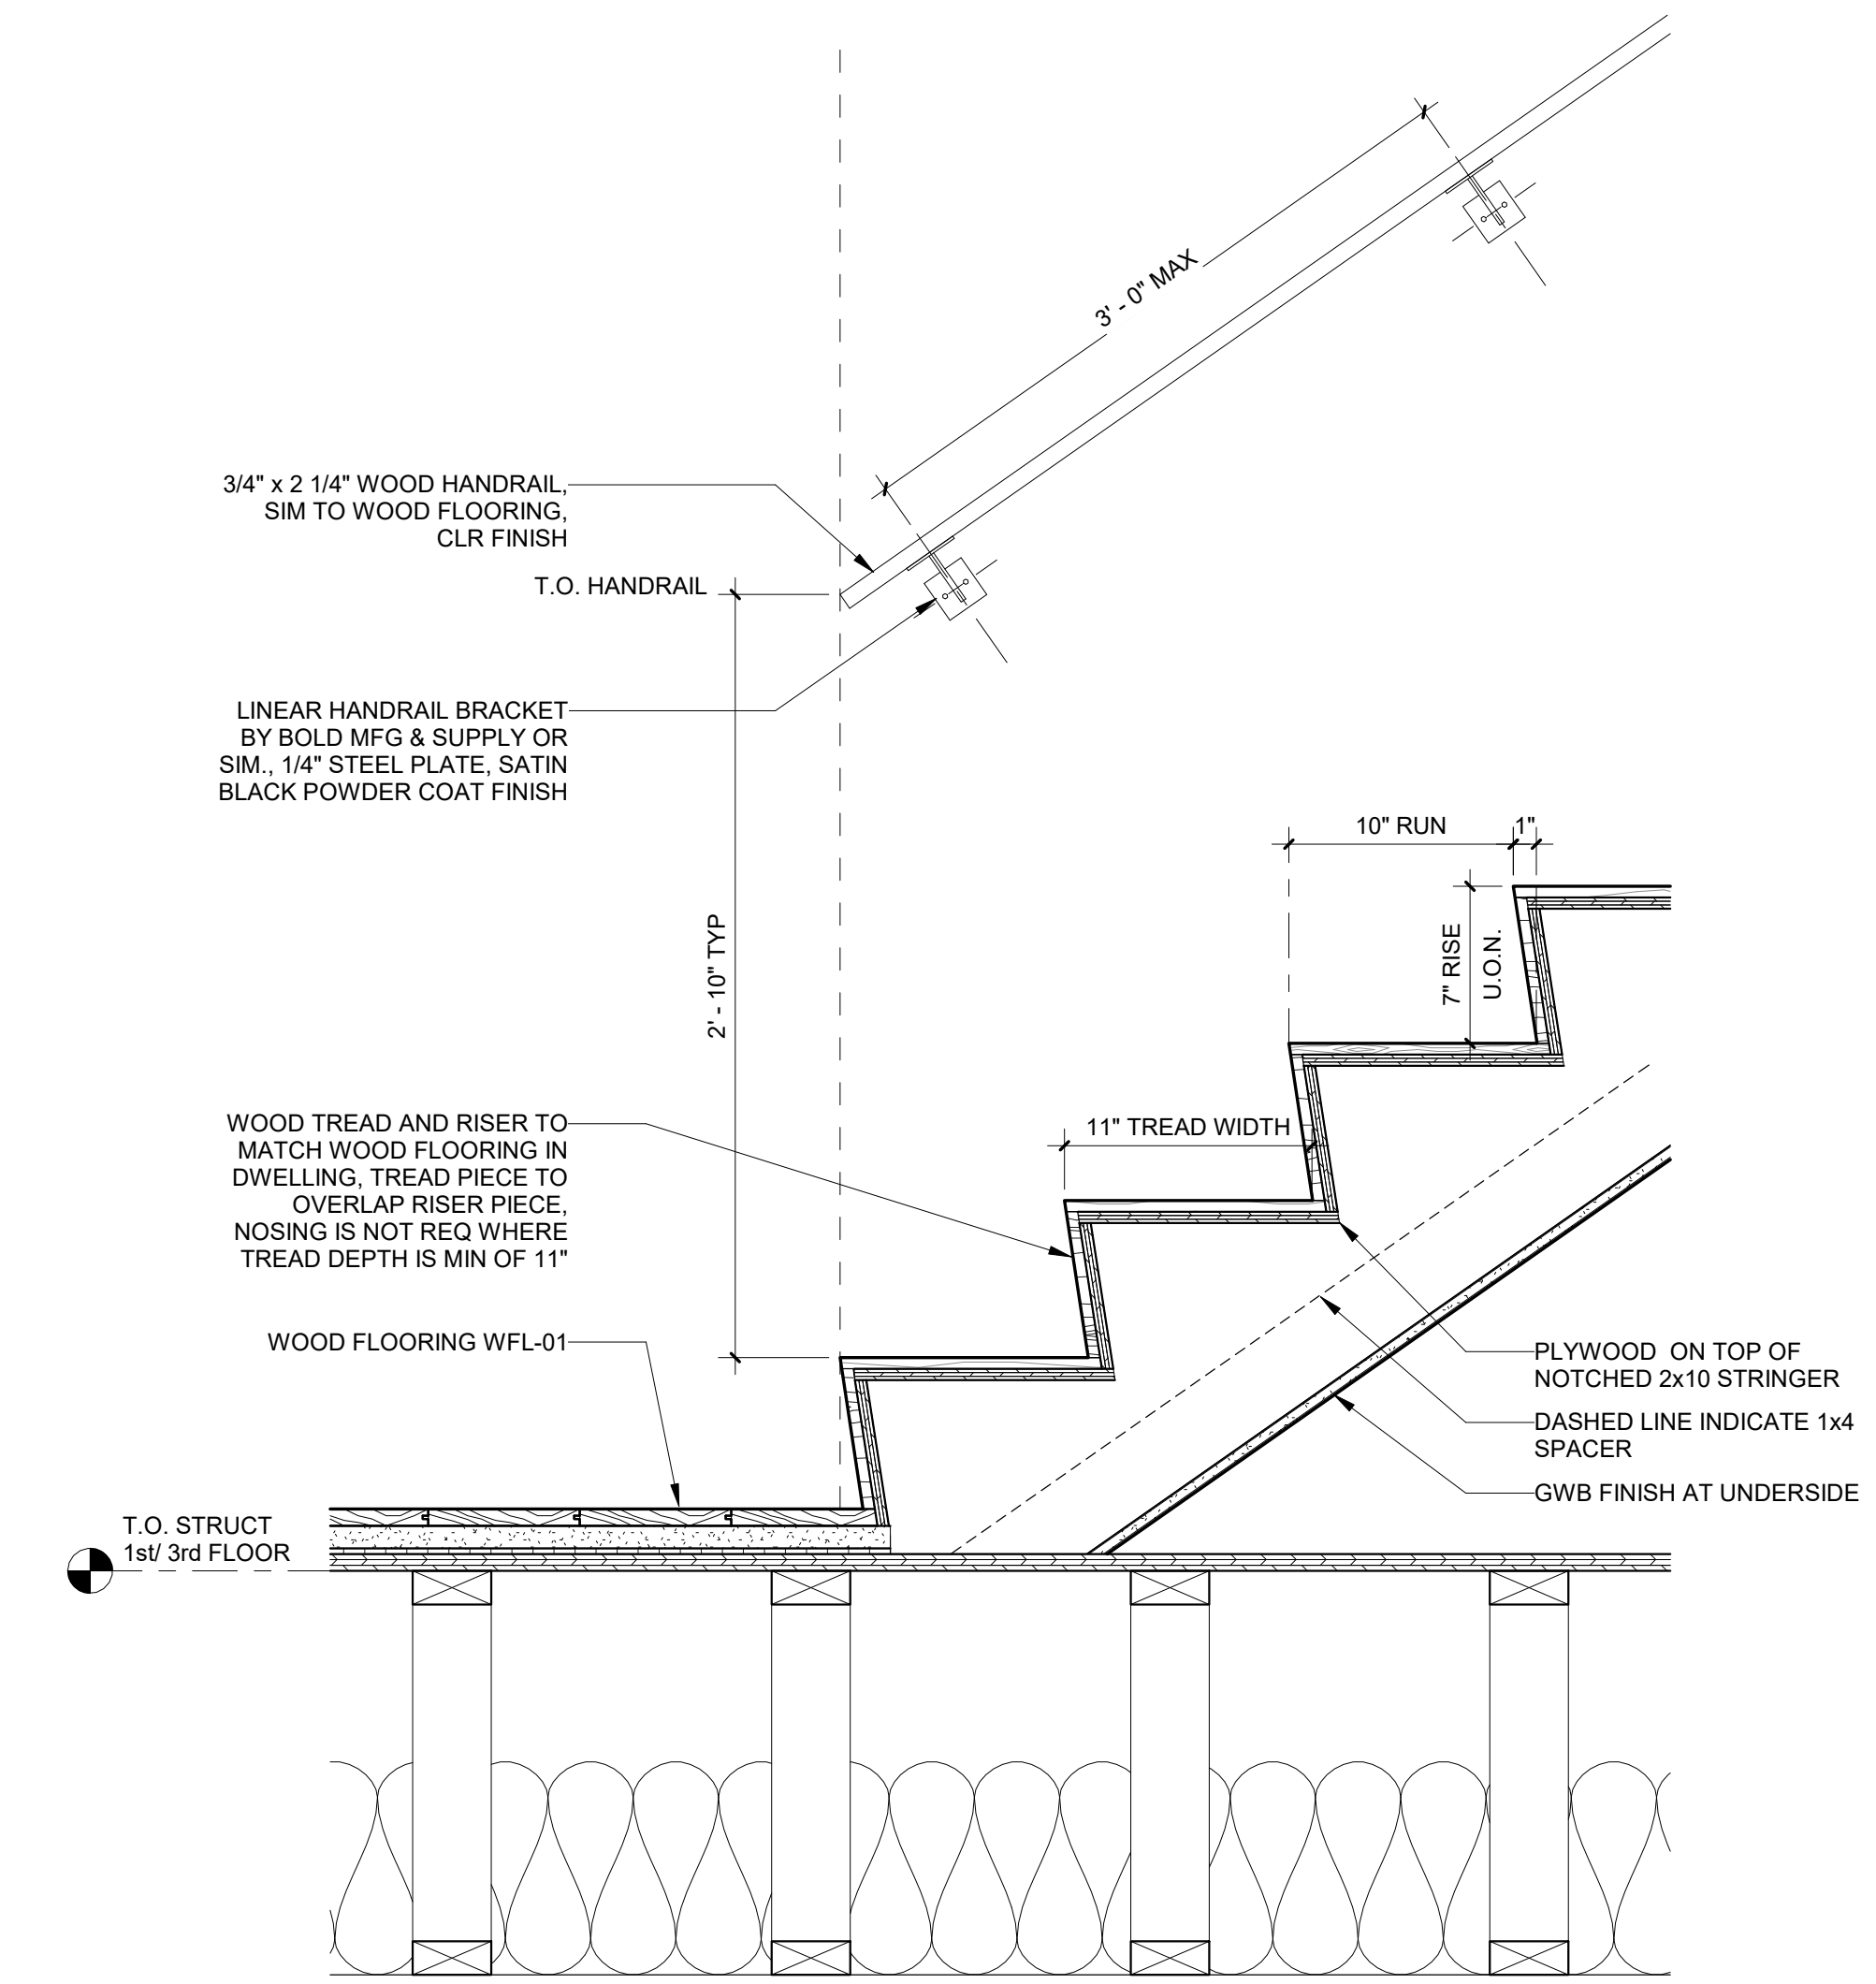 3' - 0" MAX
3/4" x 2 1/4" WOOD HANDRAIL,
SIM TO WOOD FLOORING,
CLR FINISH
T.O. HANDRAIL
LINEAR HANDRAIL BRACKET
BY BOLD MFG & SUPPLY OR
SIM., 1/4" STEEL PLATE, SATIN
BLACK POWDER COAT FINISH
10" RUN
1"
2' - 10" TYP
7" RISE
U.O.N.
WOOD TREAD AND RISER TO
MATCH WOOD FLOORING IN
DWELLING, TREAD PIECE TO
OVERLAP RISER PIECE,
NOSING IS NOT REQ WHERE
TREAD DEPTH IS MIN OF 11"
11" TREAD WIDTH
WOOD FLOORING WFL-01
PLYWOOD ON TOP OF
NOTCHED 2x10 STRINGER
DASHED LINE INDICATE 1x4
SPACER
GWB FINISH AT UNDERSIDE
T.O. STRUCT
1st/ 3rd FLOOR